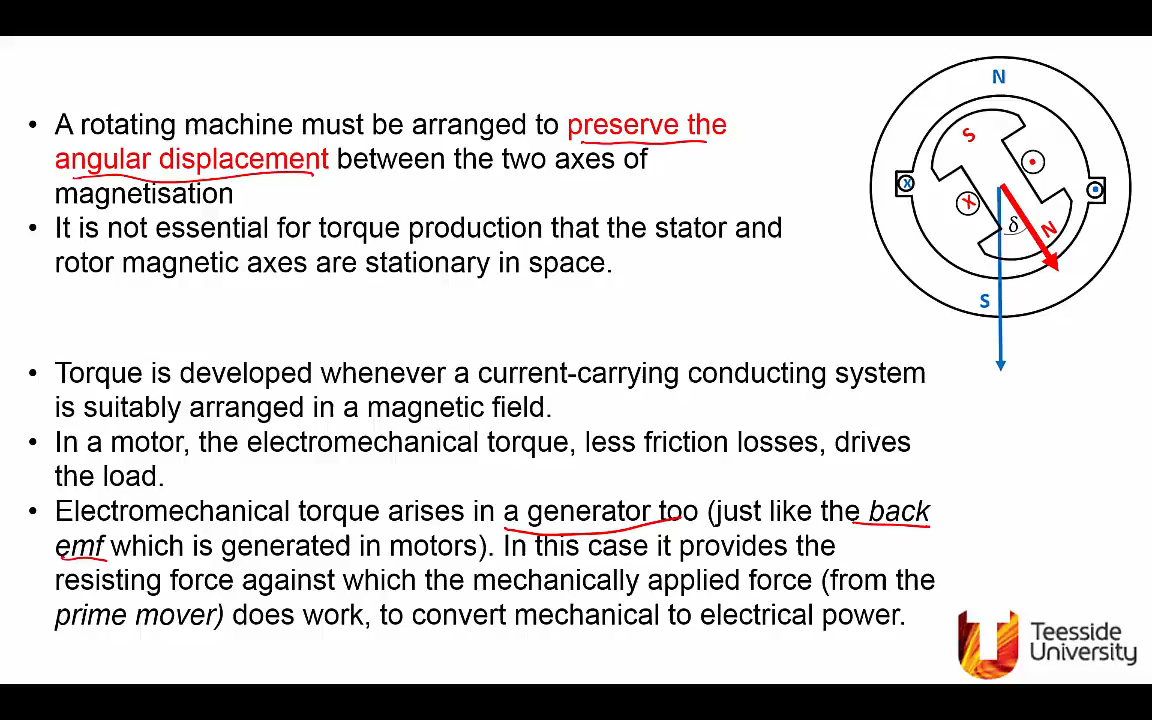 • A rotating machine must be arranged to preserve the
angular displacement between the two axes of
magnetisation
• It is not essential for torque production that the stator and
rotor magnetic axes are stationary in space.
• Torque is developed whenever a current-carrying conducting system
is suitably arranged in a magnetic field.
• In a motor, the electromechanical torque, less friction losses, drives
the load.
• Electromechanical torque arises in a generator too (just like the back
emf which is generated in motors). In this case it provides the
resisting force against which the mechanically applied force (from the
prime mover) does work, to convert mechanical to electrical power.
N
S
x
X
δ
N
S
Teesside
University